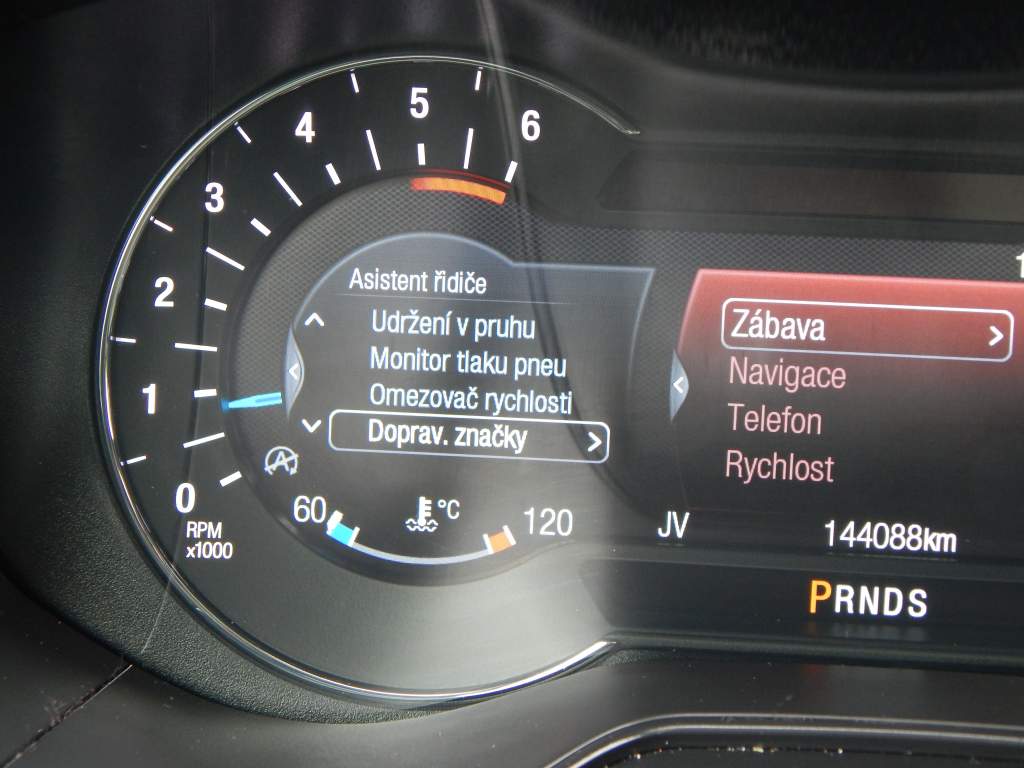 6
5
4
3
2
1
0
RPM
x1000
Asistent řidiče
Udržení v pruhu
Monitor tlaku pneu
Omezovač rychlosti
Doprav. značky
60
°C
120
Zábava
Navigace
Telefon
Rychlost
JV
144088km
PRNDS